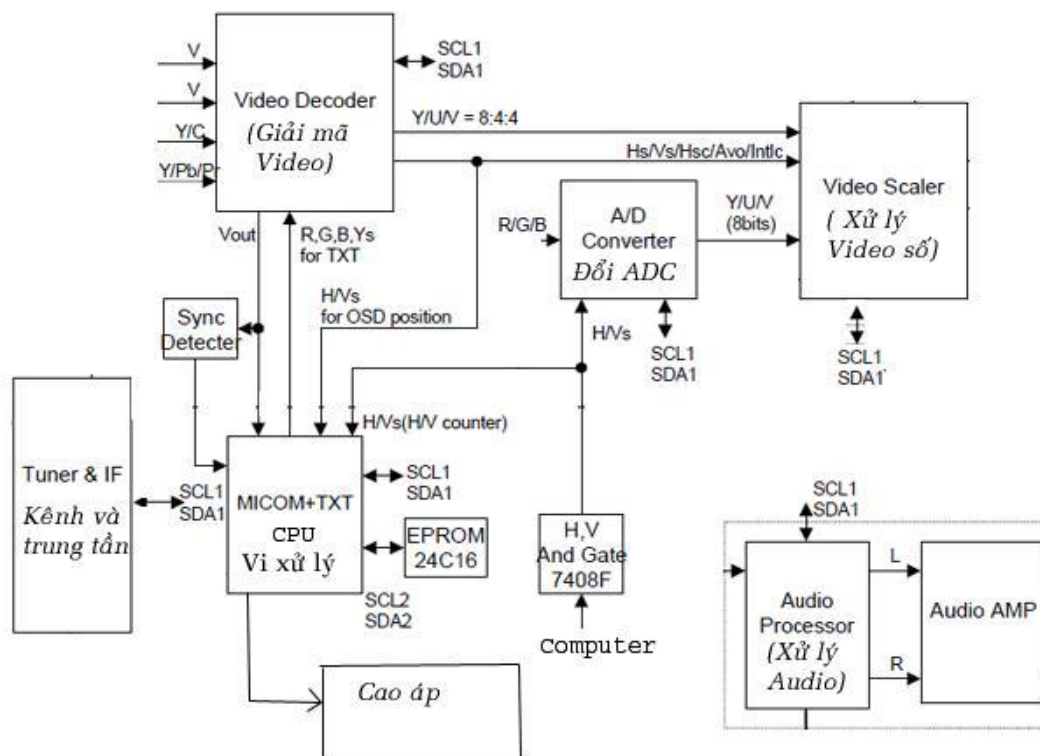 V
V
Y/C
Y/Pb/Pr
Video Decoder
(Giải mã
Video)
SCL1
SDA1
Y/U/V = 8:4:4
Hs/Vs/Hsc/Avo/Intlc
Video Scaler
( Xử lý
Video số)
SCL1
SDA1
R/G/B
A/D
Converter
Đổi ADC
Y/U/V
(8bits)
SCL1
SDA1
H/Vs
Vout
R,G,B,Ys
for TXT
H/Vs
for OSD position
Sync
Detecter
H/Vs(H/V counter)
Tuner & IF
Kênh và
trung tần
SCL1
SDA1
MICOM+TXT
CPU
Vi xử lý
SCL1
SDA1
EPROM
24C16
SCL2
SDA2
H,V
And Gate
7408F
Computer
Cao áp
SCL1
SDA1
Audio
Processor
(Xử lý
Audio)
L
R
Audio AMP